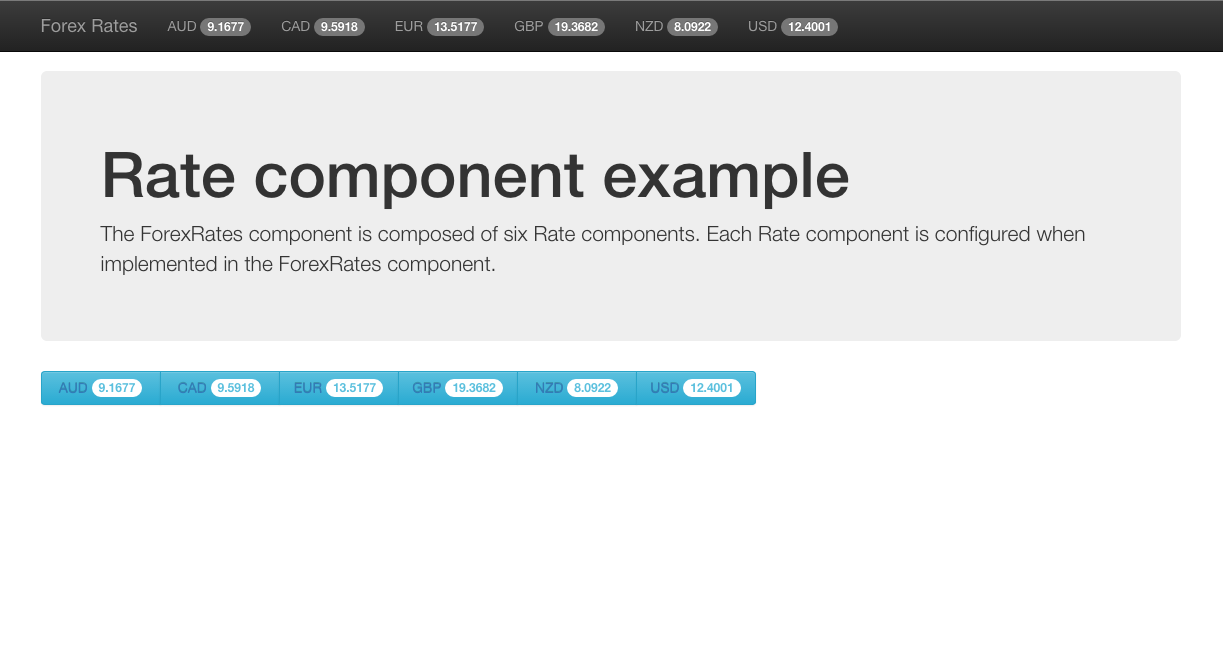 Forex Rates AUD 9.1677 CAD 9.5918 EUR 13.5177 GBP 19.3682 NZD 8.0922 USD 12.4001
Rate component example
The ForexRates component is composed of six Rate components. Each Rate component is configured when
implemented in the ForexRates component.
AUD 9.1677 CAD 9.5918 EUR 13.5177 GBP 19.3682 NZD 8.0922 USD 12.4001